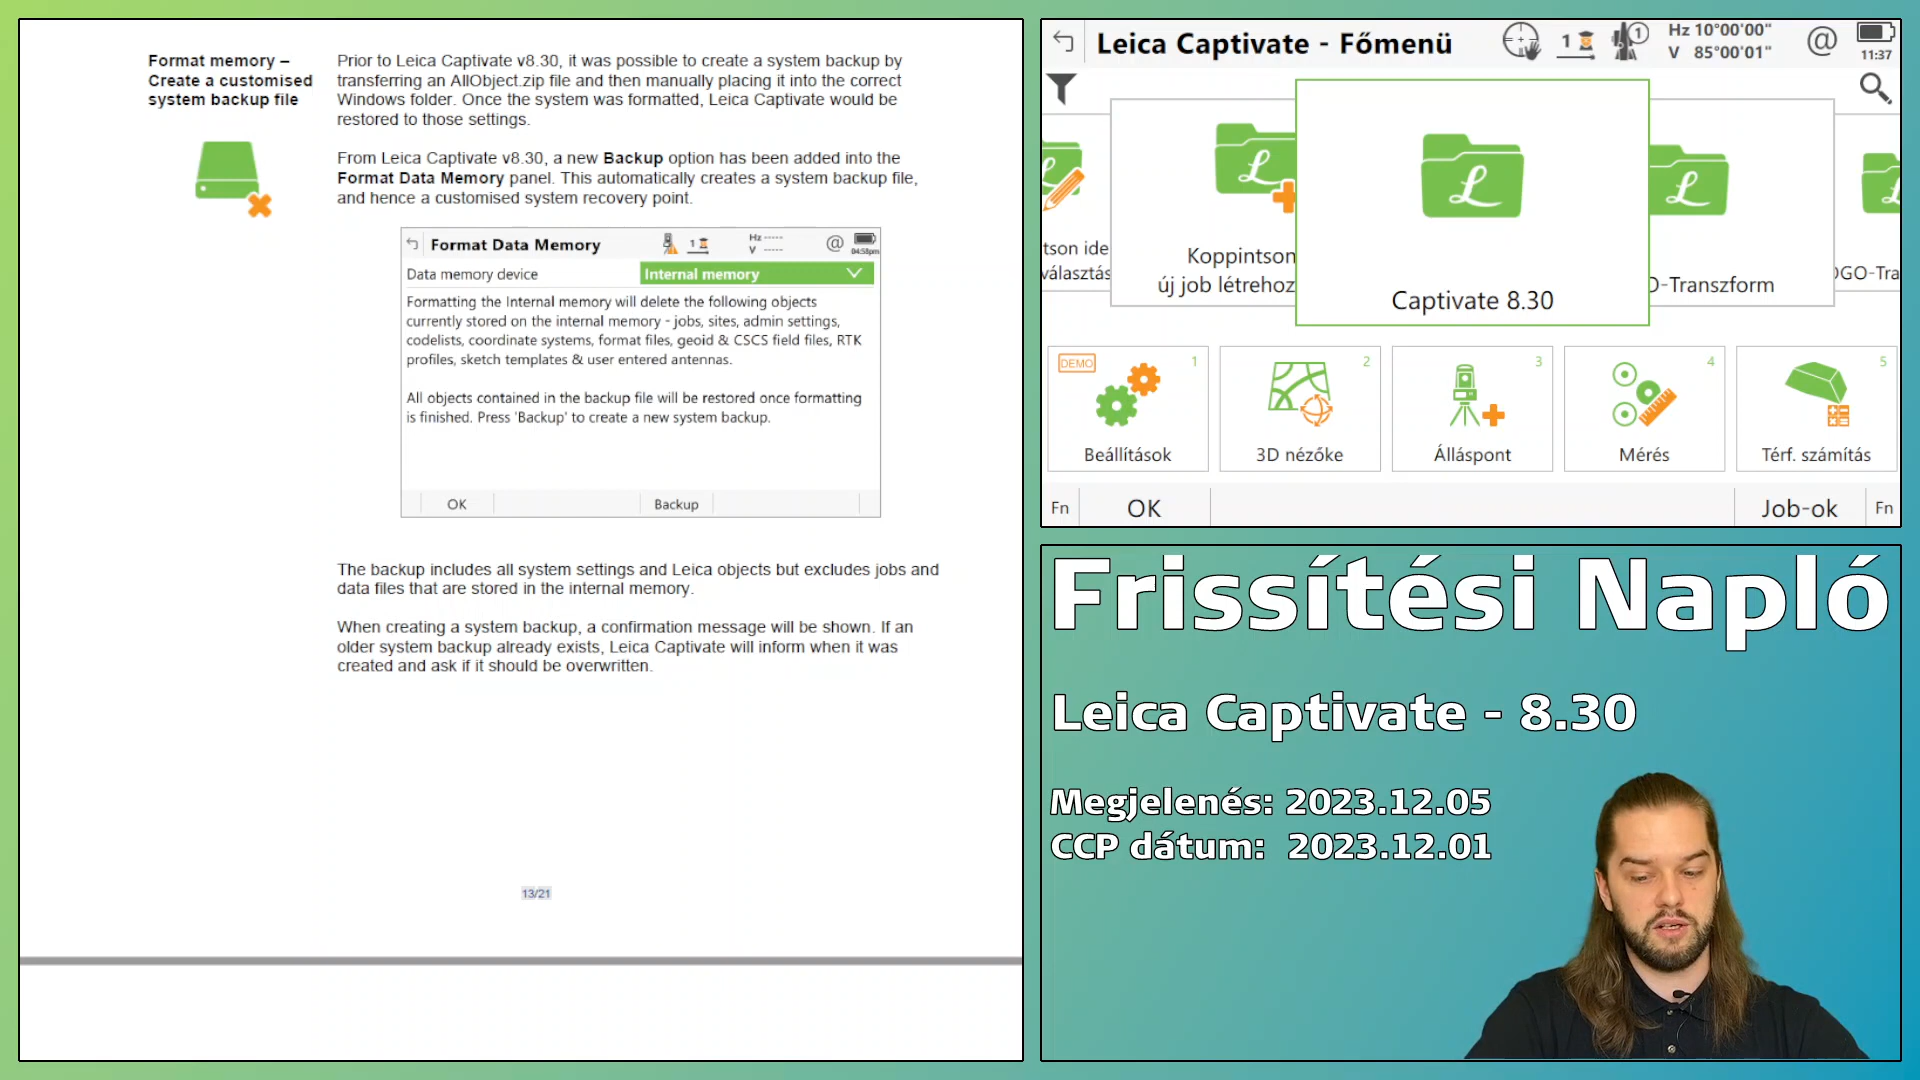 Format memory –
Create a customised
system backup file
Prior to Leica Captivate v8.30, it was possible to create a system backup by
transferring an AllObject.zip file and then manually placing it into the correct
Windows folder. Once the system was formatted, Leica Captivate would be
restored to those settings.
From Leica Captivate v8.30, a new Backup option has been added into the
Format Data Memory panel. This automatically creates a system backup file,
and hence a customised system recovery point.
Format Data Memory
1
Hz -----
V -----
@
04:58pm
Data memory device
Internal memory
Formatting the Internal memory will delete the following objects
currently stored on the internal memory - jobs, sites, admin settings,
codelists, coordinate systems, format files, geoid & CSCS field files, RTK
profiles, sketch templates & user entered antennas.
All objects contained in the backup file will be restored once formatting
is finished. Press 'Backup' to create a new system backup.
OK
Backup
The backup includes all system settings and Leica objects but excludes jobs and
data files that are stored in the internal memory.
When creating a system backup, a confirmation message will be shown. If an
older system backup already exists, Leica Captivate will inform when it was
created and ask if it should be overwritten.
13/21
Leica Captivate - Főmenü
1
1
Hz 10°00'00"
V 85°00'01"
@
11:37
tson ide
választás
Koppintson
új job létrehoz
Captivate 8.30
O-Transzform
OGO-Tra
DEMO
1
Beállítások
2
3D nézőke
3
Álláspont
4
Mérés
5
Térf. számítás
Fn
OK
Job-ok
Fn
Frissítési Napló
Leica Captivate - 8.30
Megjelenés: 2023.12.05
CCP dátum: 2023.12.01